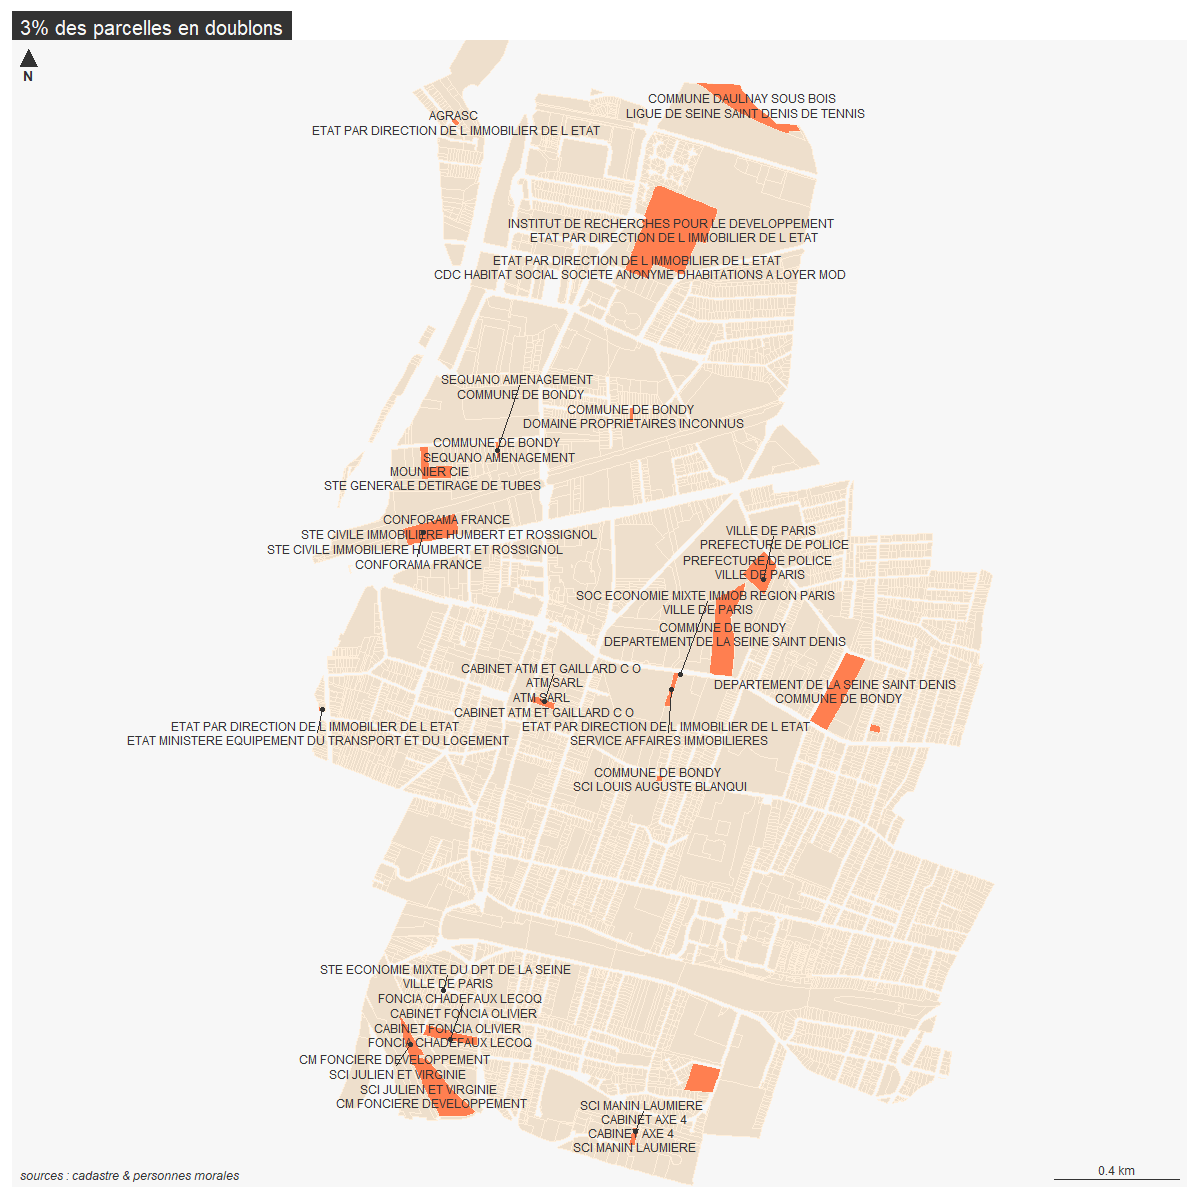 3% des parcelles en doublons
N
COMMUNE DAULNAY SOUS BOIS
LIGUE DE SEINE SAINT DENIS DE TENNIS
AGRASC
ETAT PAR DIRECTION DE L IMMOBILIER DE L ETAT
INSTITUT DE RECHERCHES POUR LE DEVELOPPEMENT
ETAT PAR DIRECTION DE L IMMOBILIER DE L ETAT
ETAT PAR DIRECTION DE L IMMOBILIER DE L ETAT
CDC HABITAT SOCIAL SOCIETE ANONYME DHABITATIONS A LOYER MOD
SEQUANO AMENAGEMENT
COMMUNE DE BONDY
COMMUNE DE BONDY
DOMAINE PROPRIETAIRES INCONNUS
COMMUNE DE BONDY
SEQUANO AMENAGEMENT
MOUNIER CIE
STE GENERALE DETIRAGE DE TUBES
CONFORAMA FRANCE
STE CIVILE IMMOBILIERE HUMBERT ET ROSSIGNOL
STE CIVILE IMMOBILIERE HUMBERT ET ROSSIGNOL
CONFORAMA FRANCE
VILLE DE PARIS
PREFECTURE DE POLICE
PREFECTURE DE POLICE
VILLE DE PARIS
SOC ECONOMIE MIXTE IMMOB REGION PARIS
VILLE DE PARIS
COMMUNE DE BONDY
DEPARTEMENT DE LA SEINE SAINT DENIS
CABINET ATM ET GAILLARD C O
ATM SARL
ATM SARL
CABINET ATM ET GAILLARD C O
DEPARTEMENT DE LA SEINE SAINT DENIS
COMMUNE DE BONDY
ETAT PAR DIRECTION DE L IMMOBILIER DE L ETAT
ETAT MINISTERE EQUIPEMENT DU TRANSPORT ET DU LOGEMENT
ETAT PAR DIRECTION DE L IMMOBILIER DE L ETAT
SERVICE AFFAIRES IMMOBILIERES
COMMUNE DE BONDY
SCI LOUIS AUGUSTE BLANQUI
STE ECONOMIE MIXTE DU DPT DE LA SEINE
VILLE DE PARIS
FONCIA CHADEFAUX LECOQ
CABINET FONCIA OLIVIER
CABINET FONCIA OLIVIER
FONCIA CHADEFAUX LECOQ
CM FONCIERE DEVELOPPEMENT
SCI JULIEN ET VIRGINIE
SCI JULIEN ET VIRGINIE
CM FONCIERE DEVELOPPEMENT
SCI MANIN LAUMIERE
CABINET AXE 4
CABINET AXE 4
SCI MANIN LAUMIERE
sources : cadastre & personnes morales
0.4 km